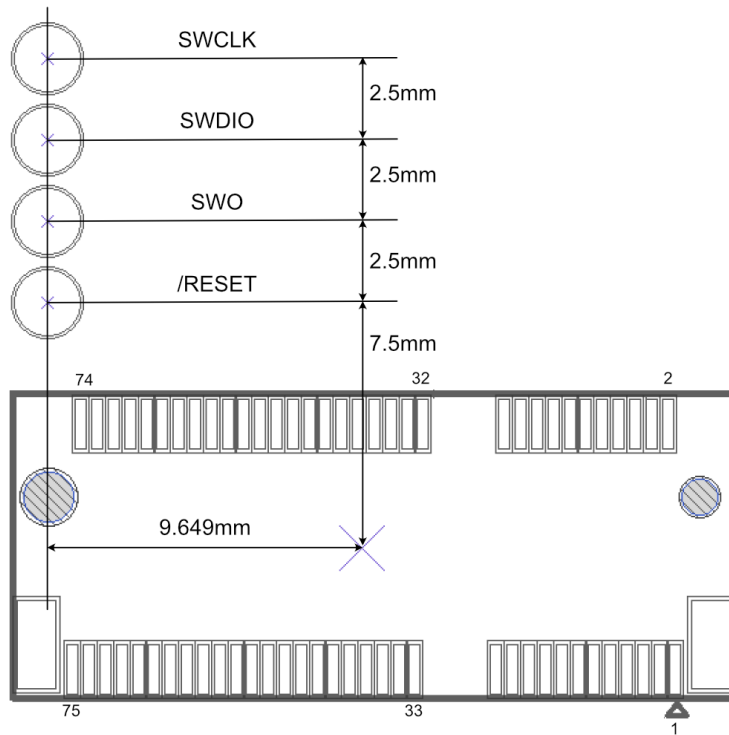 SWCLK
2.5mm
SWDIO
2.5mm
SWO
2.5mm
/RESET
7.5mm
74
32
2
9.649mm
75
33
1